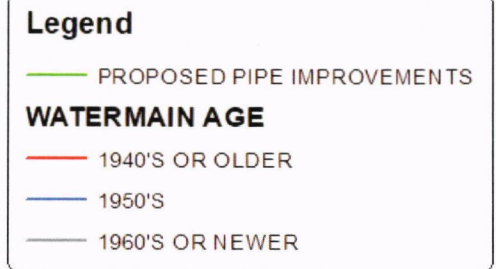 Legend
PROPOSED PIPE IMPROVEMENTS
WATERMAIN AGE
1940'S OR OLDER
1950'S
1960'S OR NEWER